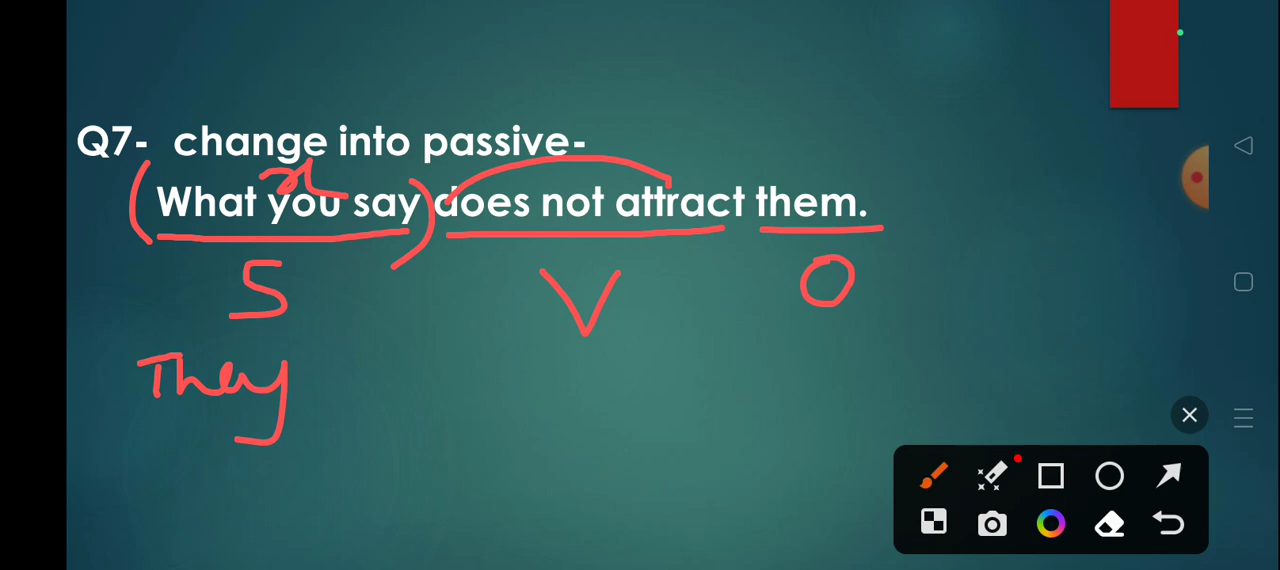 Q7- change into passive-
What you say does not attract them.
S V O
They